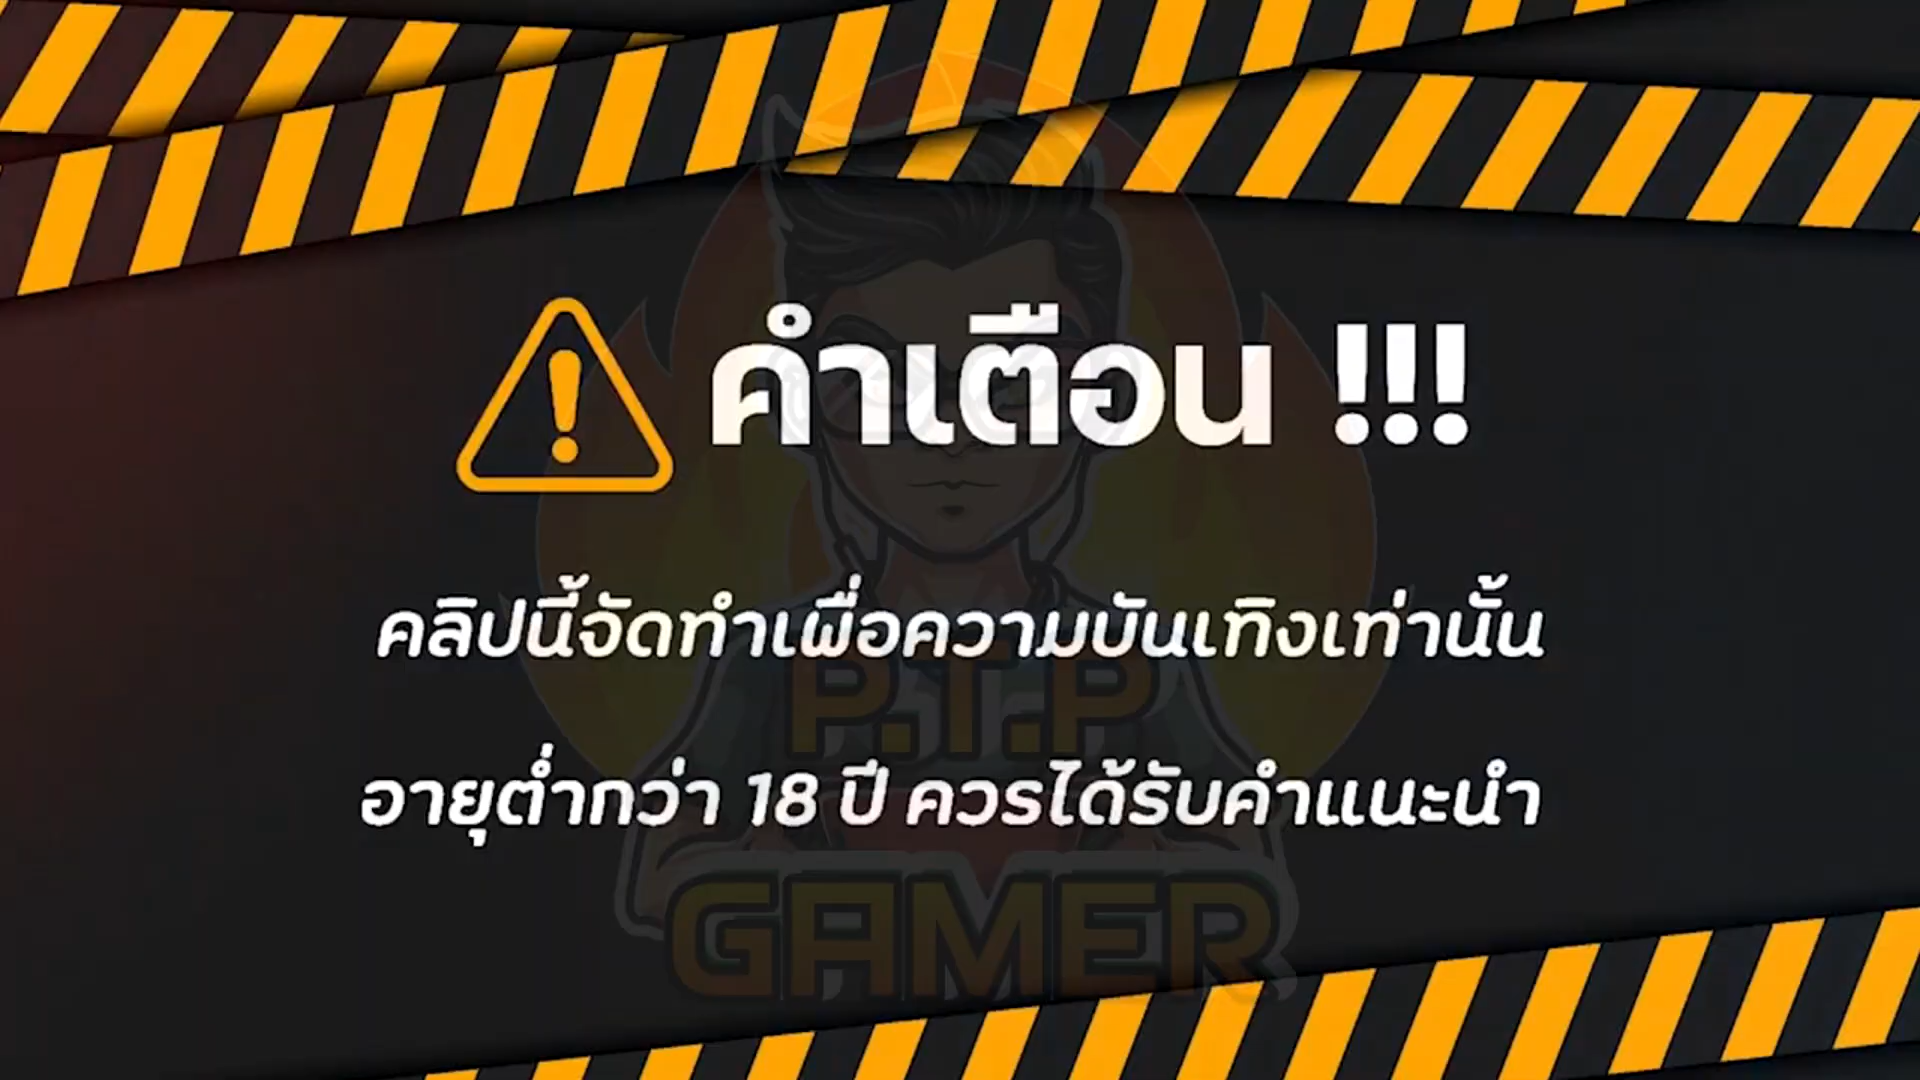 คำเตือน !!!
คลิปนี้จัดทำเพื่อความบันเทิงเท่านั้น
P.T.P
อายุต่ำกว่า 18 ปี ควรได้รับคำแนะนำ
GAMER